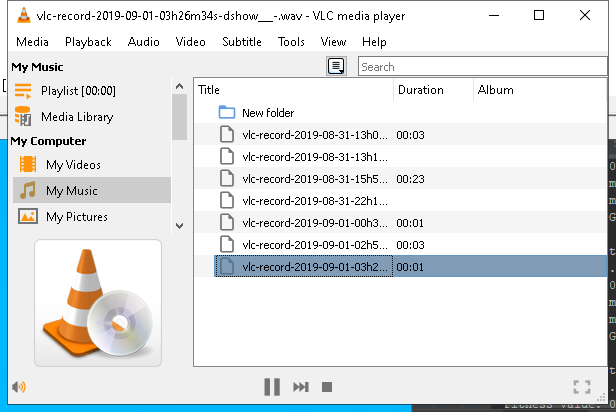 vlc-record-2019-09-01-03h26m34s-dshow__-.wav - VLC media player
Media Playback Audio Video Subtitle Tools View Help
My Music
Search
Playlist [00:00]
Media Library
My Computer
My Videos
My Music
My Pictures
Title Duration Album
New folder
vlc-record-2019-08-31-13h0... 00:03
vlc-record-2019-08-31-13h1...
vlc-record-2019-08-31-15h5... 00:23
vlc-record-2019-08-31-22h1...
vlc-record-2019-09-01-00h3... 00:01
vlc-record-2019-09-01-02h5... 00:03
vlc-record-2019-09-01-03h2... 00:01